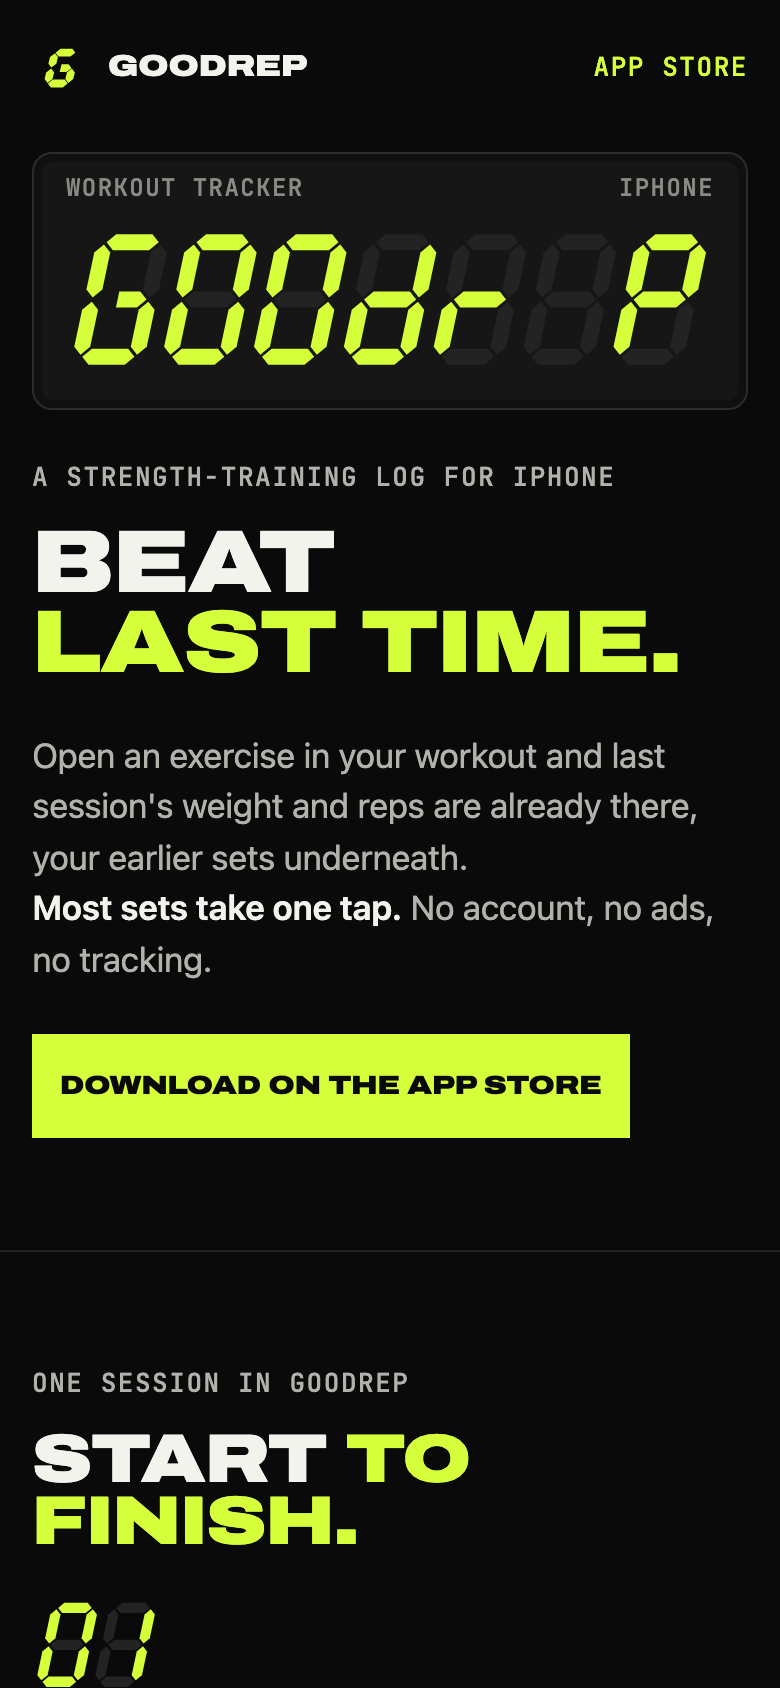 GOODREP
APP STORE
WORKOUT TRACKER
IPHONE
GOOdr P
A STRENGTH-TRAINING LOG FOR IPHONE
BEAT
LAST TIME.
Open an exercise in your workout and last
session's weight and reps are already there,
your earlier sets underneath.
Most sets take one tap. No account, no ads,
no tracking.
DOWNLOAD ON THE APP STORE
ONE SESSION IN GOODREP
START TO
FINISH.
01